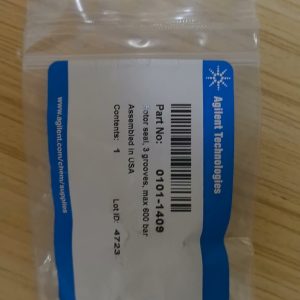 Agilent Technologies
Part No: 0101-1409
rotor seal, 3 grooves, max 600 bar
Assembled in USA
Contents: 1 Lot ID: 4723
www.agilent.com/chem/supplies